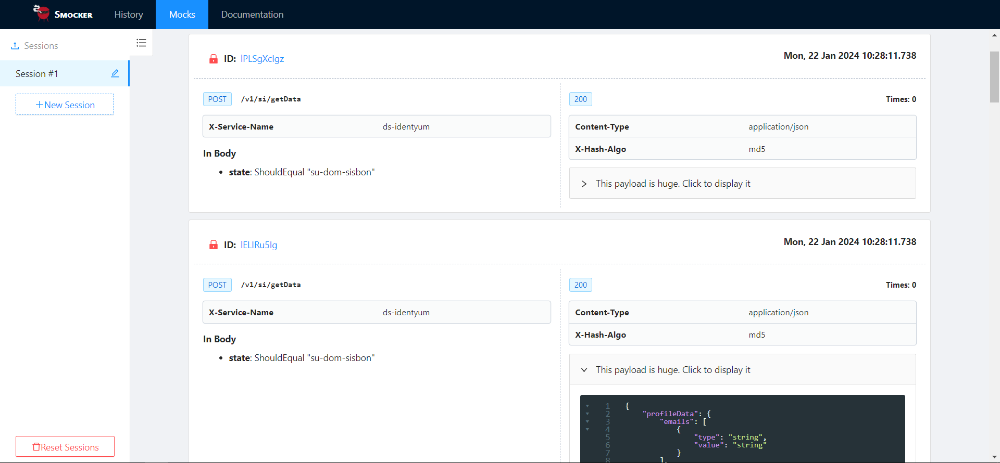 SMOCKER
History
Mocks
Documentation
Sessions
Session #1
+New Session
Reset Sessions
ID: lPLSgXcIgz
Mon, 22 Jan 2024 10:28:11.738
POST /v1/si/getData
X-Service-Name ds-identyum
In Body
• state: ShouldEqual "su-dom-sisbon"
200 Times: 0
Content-Type application/json
X-Hash-Algo md5
This payload is huge. Click to display it
ID: lELIRu5Ig
Mon, 22 Jan 2024 10:28:11.738
POST /v1/si/getData
X-Service-Name ds-identyum
In Body
• state: ShouldEqual "su-dom-sisbon"
200 Times: 0
Content-Type application/json
X-Hash-Algo md5
This payload is huge. Click to display it
1 {
2 "profileData": {
3 "emails": [
4 {
5 "type": "string",
6 "value": "string"
7 }
8 ],